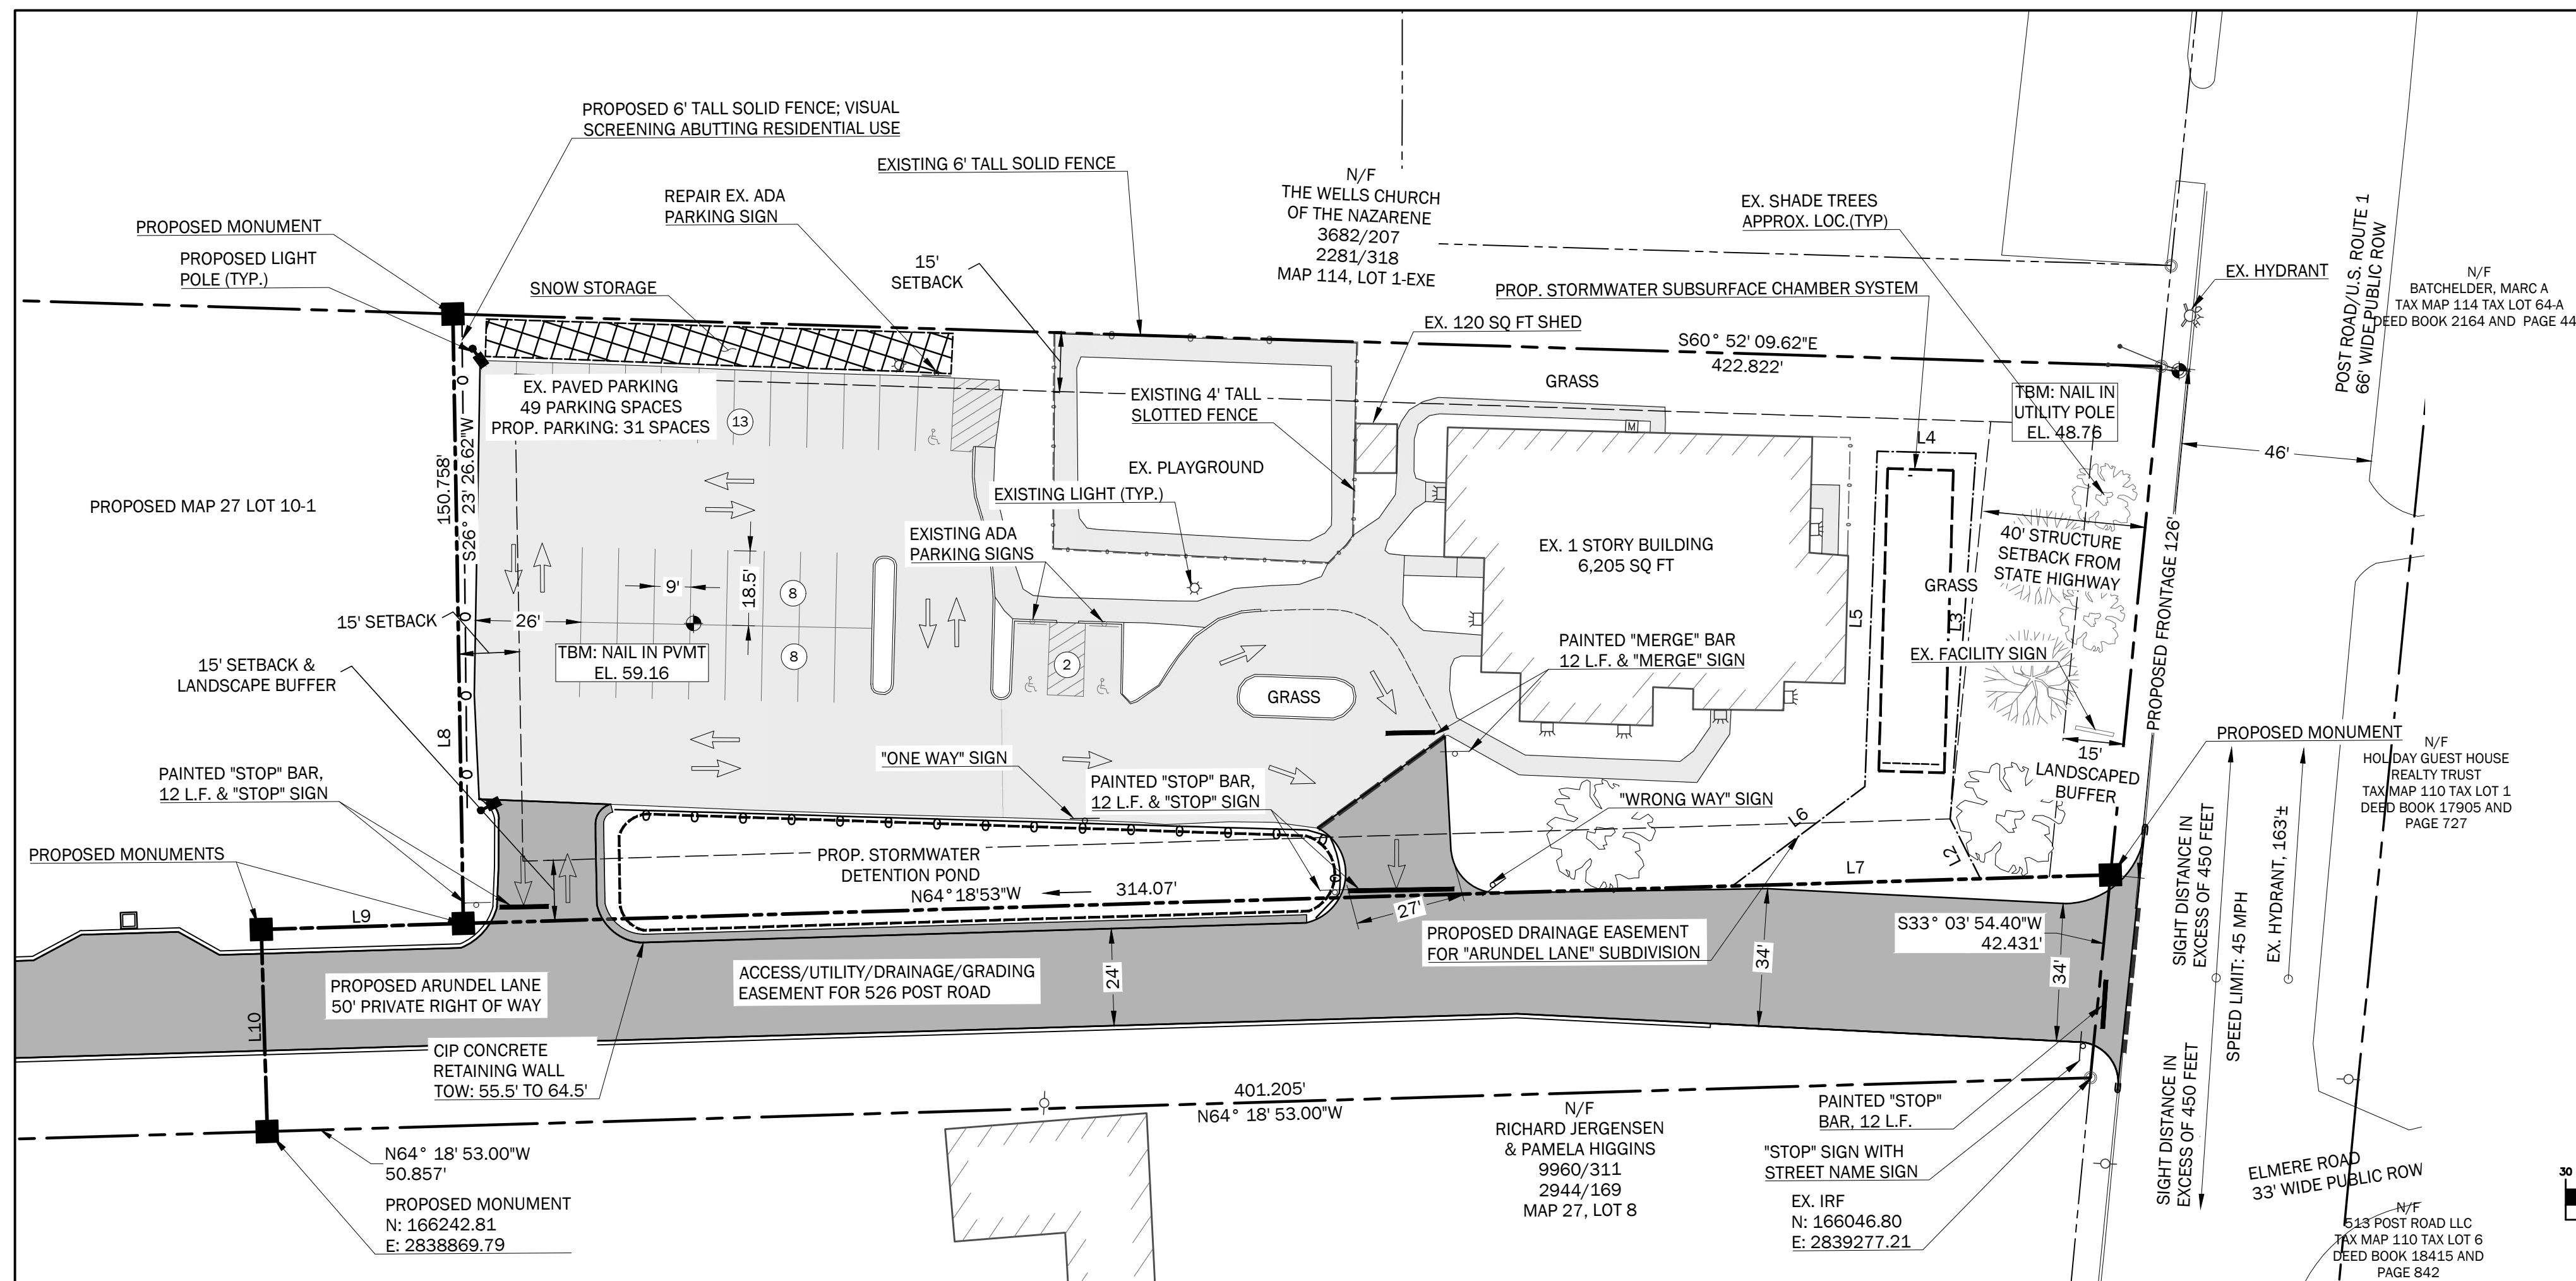 PROPOSED 6' TALL SOLID FENCE; VISUAL
SCREENING ABUTTING RESIDENTIAL USE
EXISTING 6' TALL SOLID FENCE
REPAIR EX. ADA
PARKING SIGN
PROPOSED MONUMENT
PROPOSED LIGHT
POLE (TYP.)
SNOW STORAGE
15'
SETBACK
N/F
THE WELLS CHURCH
OF THE NAZARENE
3682/207
2281/318
MAP 114, LOT 1-EXE
EX. SHADE TREES
APPROX. LOC.(TYP)
PROP. STORMWATER SUBSURFACE CHAMBER SYSTEM
EX. 120 SQ FT SHED
EX. HYDRANT
POST ROAD/U.S. ROUTE 1
66' WIDE PUBLIC ROW
N/F
BATCHELDER, MARC A
TAX MAP 114 TAX LOT 64-A
DEED BOOK 2164 AND PAGE 44
S60° 52' 09.62"E
422.822'
GRASS
EX. PAVED PARKING
49 PARKING SPACES
PROP. PARKING: 31 SPACES
13
EXISTING 4' TALL
SLOTTED FENCE
EX. PLAYGROUND
M
L4
TBM: NAIL IN
UTILITY POLE
EL. 48.76
46'
150.758'
S26° 23' 26.62"W
PROPOSED MAP 27 LOT 10-1
EXISTING LIGHT (TYP.)
EXISTING ADA
PARKING SIGNS
EX. 1 STORY BUILDING
6,205 SQ FT
40' STRUCTURE
SETBACK FROM
STATE HIGHWAY
GRASS
L5
L3
PROPOSED FRONTAGE 126'
9'
18.5'
8
15' SETBACK
26'
TBM: NAIL IN PVMT
EL. 59.16
8
2
15' SETBACK &
LANDSCAPE BUFFER
PAINTED "MERGE" BAR
12 L.F. & "MERGE" SIGN
EX. FACILITY SIGN
GRASS
L8
PROPOSED MONUMENT
N/F
HOLIDAY GUEST HOUSE
REALTY TRUST
TAX MAP 110 TAX LOT 1
DEED BOOK 17905 AND
PAGE 727
15'
LANDSCAPED
BUFFER
"ONE WAY" SIGN
PAINTED "STOP" BAR,
12 L.F. & "STOP" SIGN
PAINTED "STOP" BAR,
12 L.F. & "STOP" SIGN
"WRONG WAY" SIGN
L6
L2
L7
PROPOSED MONUMENTS
PROP. STORMWATER
DETENTION POND
N64°18'53"W
314.07'
27'
L9
SIGHT DISTANCE IN
EXCESS OF 450 FEET
SPEED LIMIT: 45 MPH
EX. HYDRANT, 163'±
S33° 03' 54.40"W
42.431'
PROPOSED DRAINAGE EASEMENT
FOR "ARUNDEL LANE" SUBDIVISION
34'
34'
24'
PROPOSED ARUNDEL LANE
50' PRIVATE RIGHT OF WAY
ACCESS/UTILITY/DRAINAGE/GRADING
EASEMENT FOR 526 POST ROAD
L10
CIP CONCRETE
RETAINING WALL
TOW: 55.5' TO 64.5'
401.205'
N64° 18' 53.00"W
N/F
RICHARD JERGENSEN
& PAMELA HIGGINS
9960/311
2944/169
MAP 27, LOT 8
PAINTED "STOP"
BAR, 12 L.F.
"STOP" SIGN WITH
STREET NAME SIGN
EX. IRF
N: 166046.80
E: 2839277.21
SIGHT DISTANCE IN
EXCESS OF 450 FEET
ELMERE ROAD
33' WIDE PUBLIC ROW
N64° 18' 53.00"W
50.857'
PROPOSED MONUMENT
N: 166242.81
E: 2838869.79
N/F
513 POST ROAD LLC
TAX MAP 110 TAX LOT 6
DEED BOOK 18415 AND
PAGE 842
30